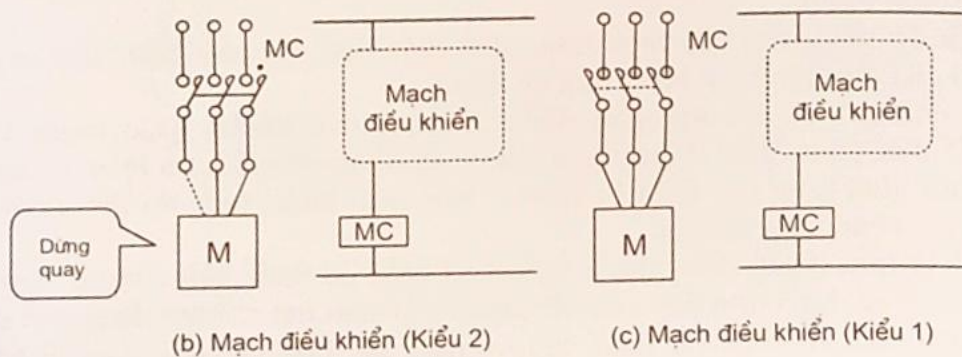 MC
Mạch
điều khiển
MC
M
Dừng
quay
(b) Mạch điều khiển (Kiểu 2)
MC
Mạch
điều khiển
MC
M
(c) Mạch điều khiển (Kiểu 1)